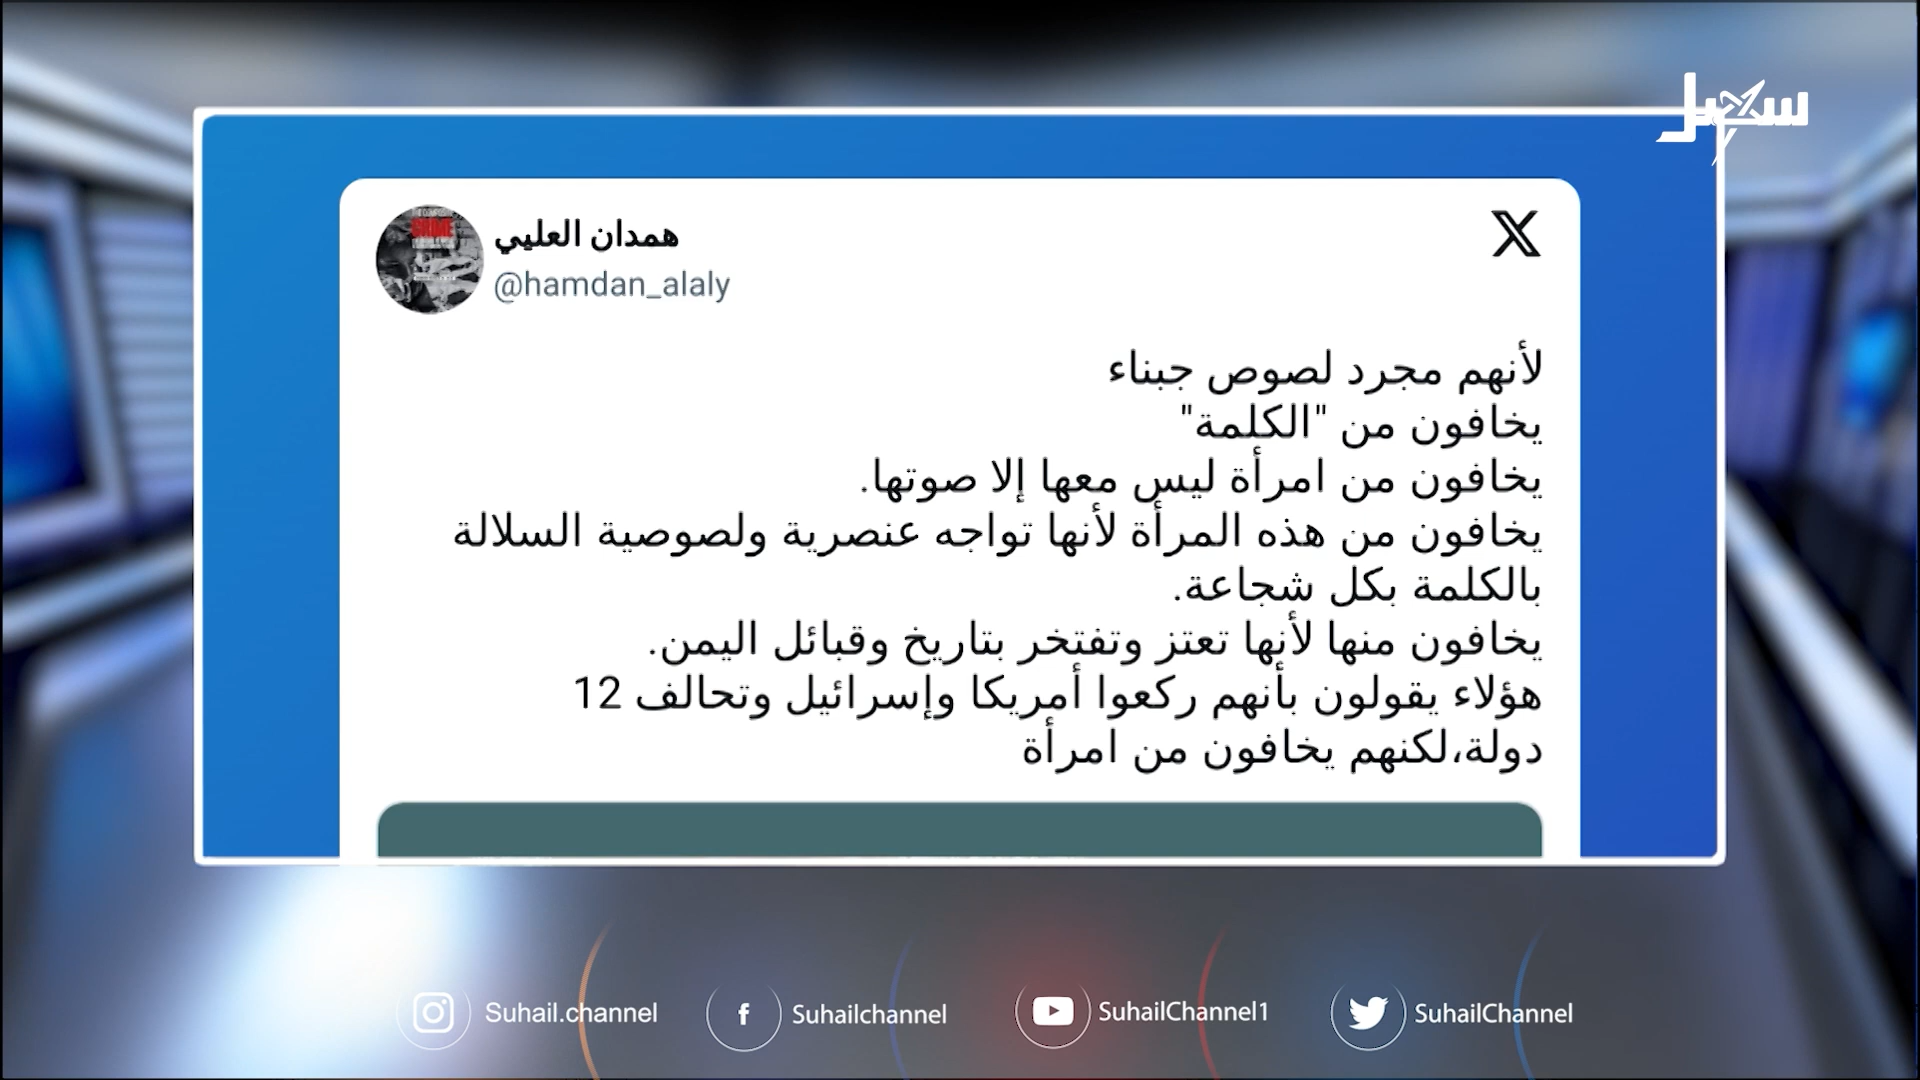 سهيل
همدان العليي
@hamdan_alaly
لأنهم مجرد لصوص جبناء
يخافون من "الكلمة"
يخافون من امرأة ليس معها إلا صوتها.
يخافون من هذه المرأة لأنها تواجه عنصرية ولصوصية السلالة
بالكلمة بكل شجاعة.
يخافون منها لأنها تعتز وتفتخر بتاريخ وقبائل اليمن.
هؤلاء يقولون بأنهم ركعوا أمريكا وإسرائيل وتحالف 12
دولة،لكنهم يخافون من امرأة
Suhail.channel
Suhailchannel
SuhailChannel1
SuhailChannel